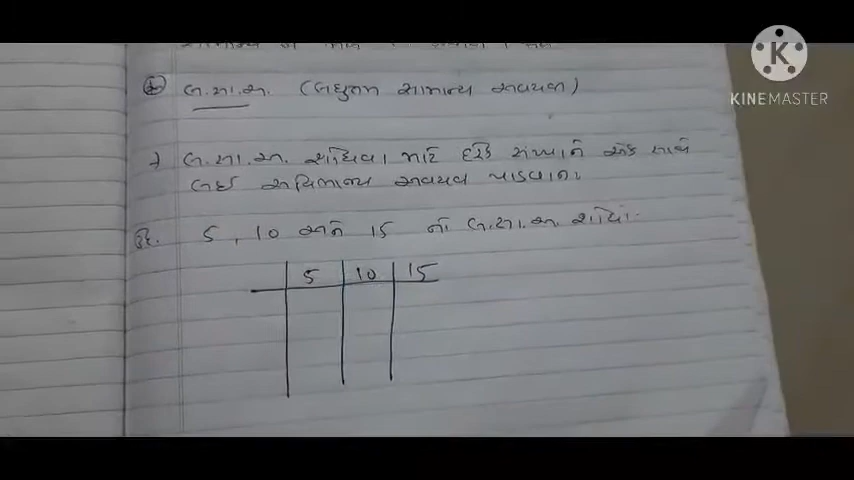 K
KINEMASTER
લ.સા.અ. (લઘુત્તમ સામાન્ય અવયવ)
→ લ.સા.અ. શોધવા માટે દરેક સંખ્યાને એક સાથે
લઈ અવિભાજ્ય અવયવ પાડવાના
ઉદા. 5, 10 અને 15 નો લ.સા.અ. શોધો.
5 10 15